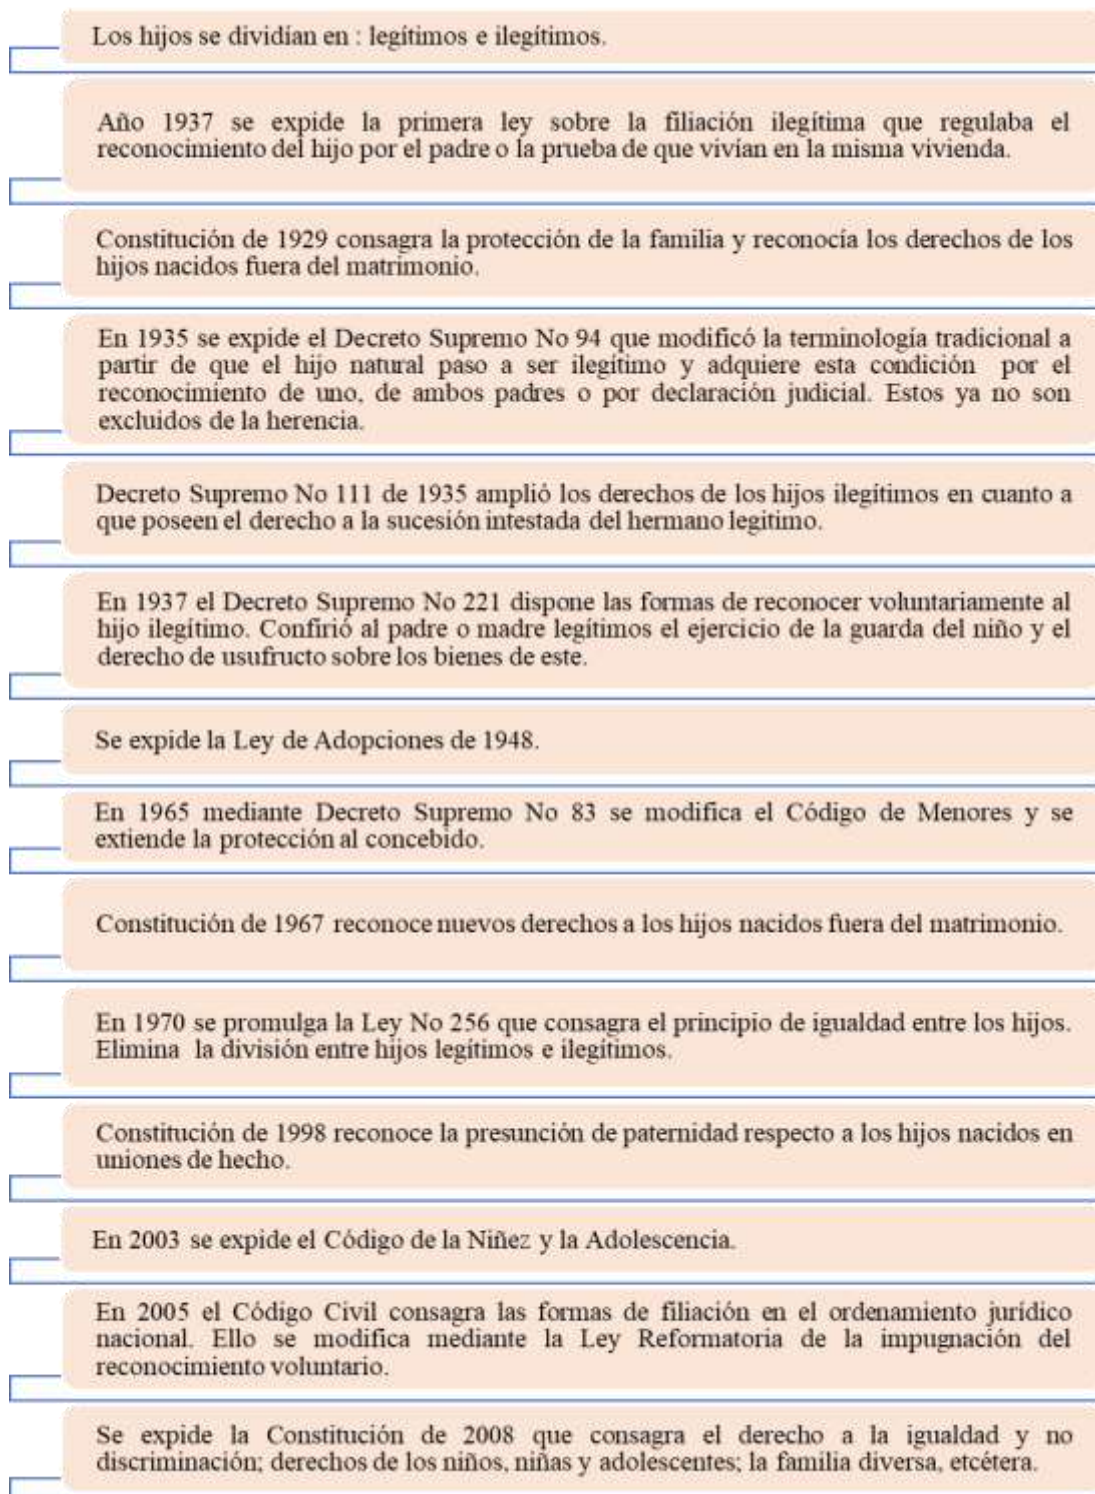 Los hijos se dividían en : legítimos e ilegítimos.
Año 1937 se expide la primera ley sobre la filiación ilegítima que regulaba el
reconocimiento del hijo por el padre o la prueba de que vivían en la misma vivienda.
Constitución de 1929 consagra la protección de la familia y reconocía los derechos de los
hijos nacidos fuera del matrimonio.
En 1935 se expide el Decreto Supremo No 94 que modificó la terminología tradicional a
partir de que el hijo natural paso a ser ilegítimo y adquiere esta condición por el
reconocimiento de uno, de ambos padres o por declaración judicial. Estos ya no son
excluidos de la herencia.
Decreto Supremo No 111 de 1935 amplió los derechos de los hijos ilegítimos en cuanto a
que poseen el derecho a la sucesión intestada del hermano legitimo.
En 1937 el Decreto Supremo No 221 dispone las formas de reconocer voluntariamente al
hijo ilegítimo. Confirió al padre o madre legítimos el ejercicio de la guarda del niño y el
derecho de usufructo sobre los bienes de este.
Se expide la Ley de Adopciones de 1948.
En 1965 mediante Decreto Supremo No 83 se modifica el Código de Menores y se
extiende la protección al concebido.
Constitución de 1967 reconoce nuevos derechos a los hijos nacidos fuera del matrimonio.
En 1970 se promulga la Ley No 256 que consagra el principio de igualdad entre los hijos.
Elimina la división entre hijos legítimos e ilegítimos.
Constitución de 1998 reconoce la presunción de paternidad respecto a los hijos nacidos en
uniones de hecho.
En 2003 se expide el Código de la Niñez y la Adolescencia.
En 2005 el Código Civil consagra las formas de filiación en el ordenamiento jurídico
nacional. Ello se modifica mediante la Ley Reformatoria de la impugnación del
reconocimiento voluntario.
Se expide la Constitución de 2008 que consagra el derecho a la igualdad y no
discriminación; derechos de los niños, niñas y adolescentes; la familia diversa, etcétera.